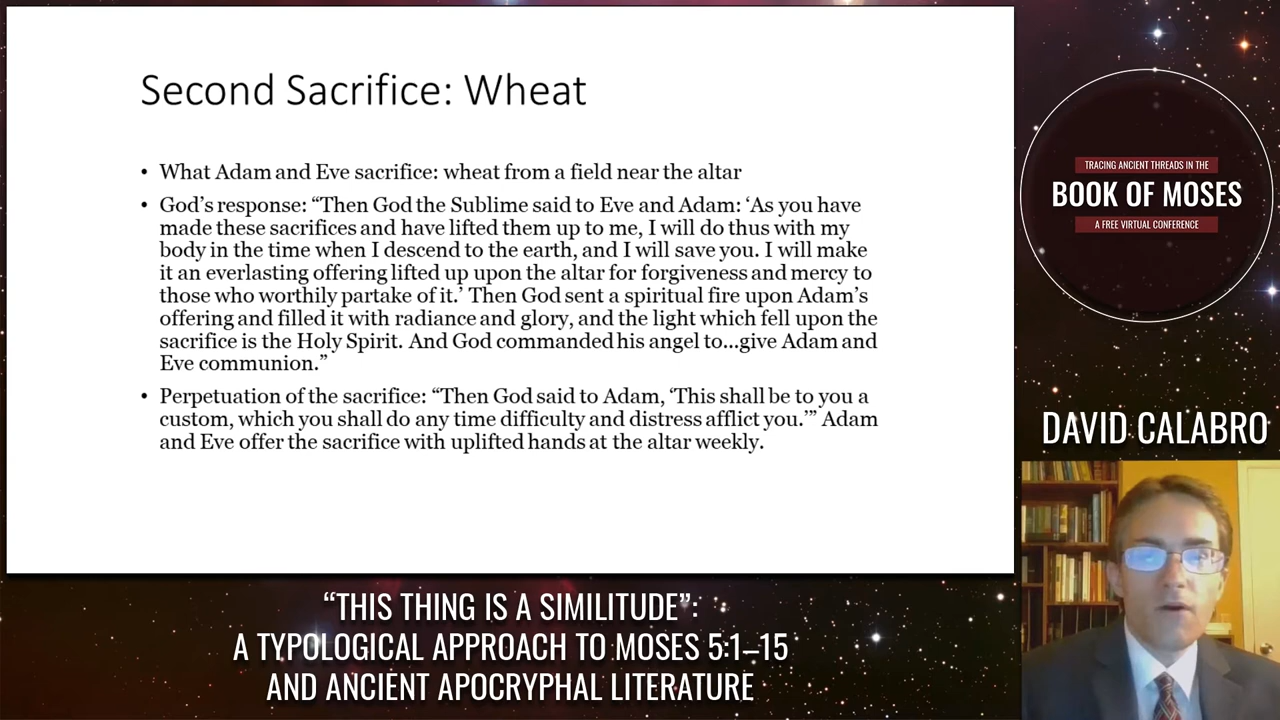 Second Sacrifice: Wheat
• What Adam and Eve sacrifice: wheat from a field near the altar
• God’s response: “Then God the Sublime said to Eve and Adam: ‘As you have
made these sacrifices and have lifted them up to me, I will do thus with my
body in the time when I descend to the earth, and I will save you. I will make
it an everlasting offering lifted up upon the altar for forgiveness and mercy to
those who worthily partake of it.’ Then God sent a spiritual fire upon Adam’s
offering and filled it with radiance and glory, and the light which fell upon the
sacrifice is the Holy Spirit. And God commanded his angel to…give Adam and
Eve communion.”
• Perpetuation of the sacrifice: “Then God said to Adam, ‘This shall be to you a
custom, which you shall do any time difficulty and distress afflict you.’” Adam
and Eve offer the sacrifice with uplifted hands at the altar weekly.
TRACING ANCIENT THREADS IN THE
BOOK OF MOSES
A FREE VIRTUAL CONFERENCE
DAVID CALABRO
“THIS THING IS A SIMILITUDE”:
A TYPOLOGICAL APPROACH TO MOSES 5:1–15
AND ANCIENT APOCRYPHAL LITERATURE